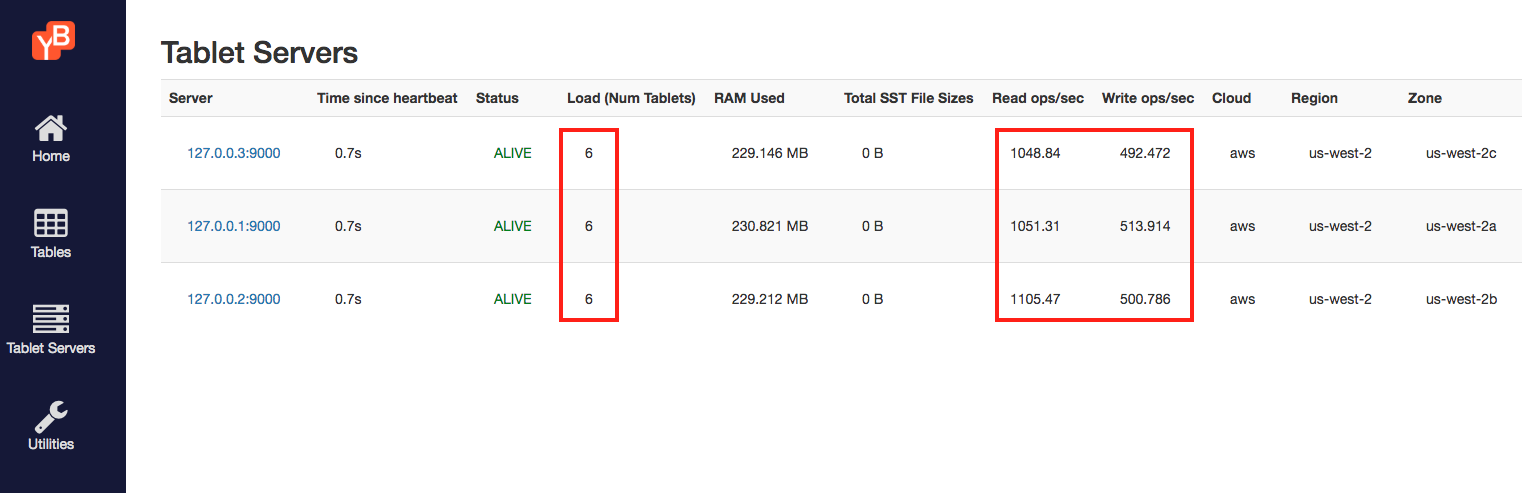 YB
Home
Tables
Tablet Servers
Utilities
Tablet Servers
Server Time since heartbeat Status Load (Num Tablets) RAM Used Total SST File Sizes Read ops/sec Write ops/sec Cloud Region Zone
127.0.0.3:9000 0.7s ALIVE 6 229.146 MB 0 B 1048.84 492.472 aws us-west-2 us-west-2c
127.0.0.1:9000 0.7s ALIVE 6 230.821 MB 0 B 1051.31 513.914 aws us-west-2 us-west-2a
127.0.0.2:9000 0.7s ALIVE 6 229.212 MB 0 B 1105.47 500.786 aws us-west-2 us-west-2b